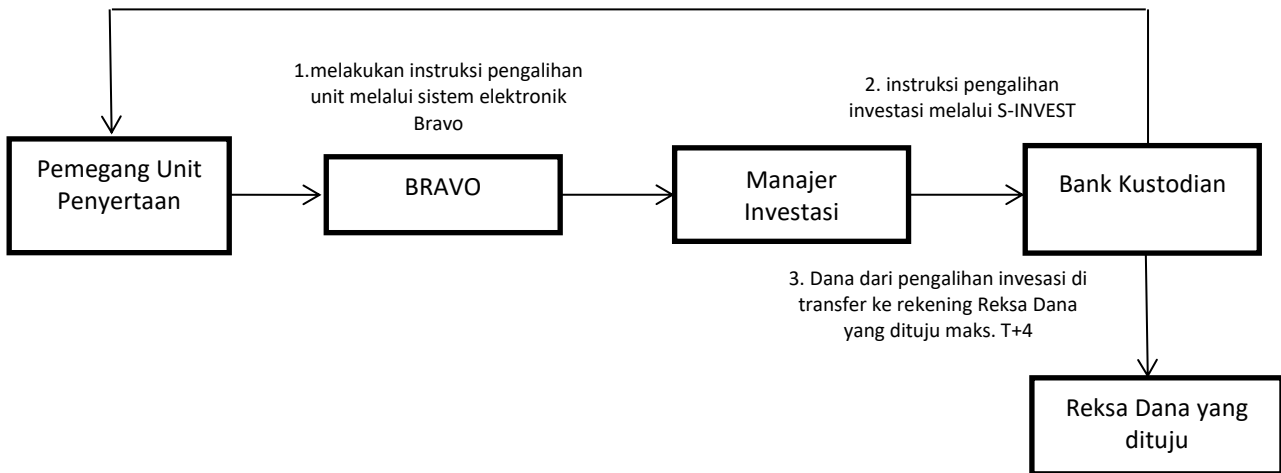 1.melakukan instruksi pengalihan
unit melalui sistem elektronik
Bravo
2. instruksi pengalihan
investasi melalui S-INVEST
Pemegang Unit
Penyertaan
BRAVO
Manajer
Investasi
Bank Kustodian
3. Dana dari pengalihan invesasi di
transfer ke rekening Reksa Dana
yang dituju maks. T+4
Reksa Dana yang
dituju